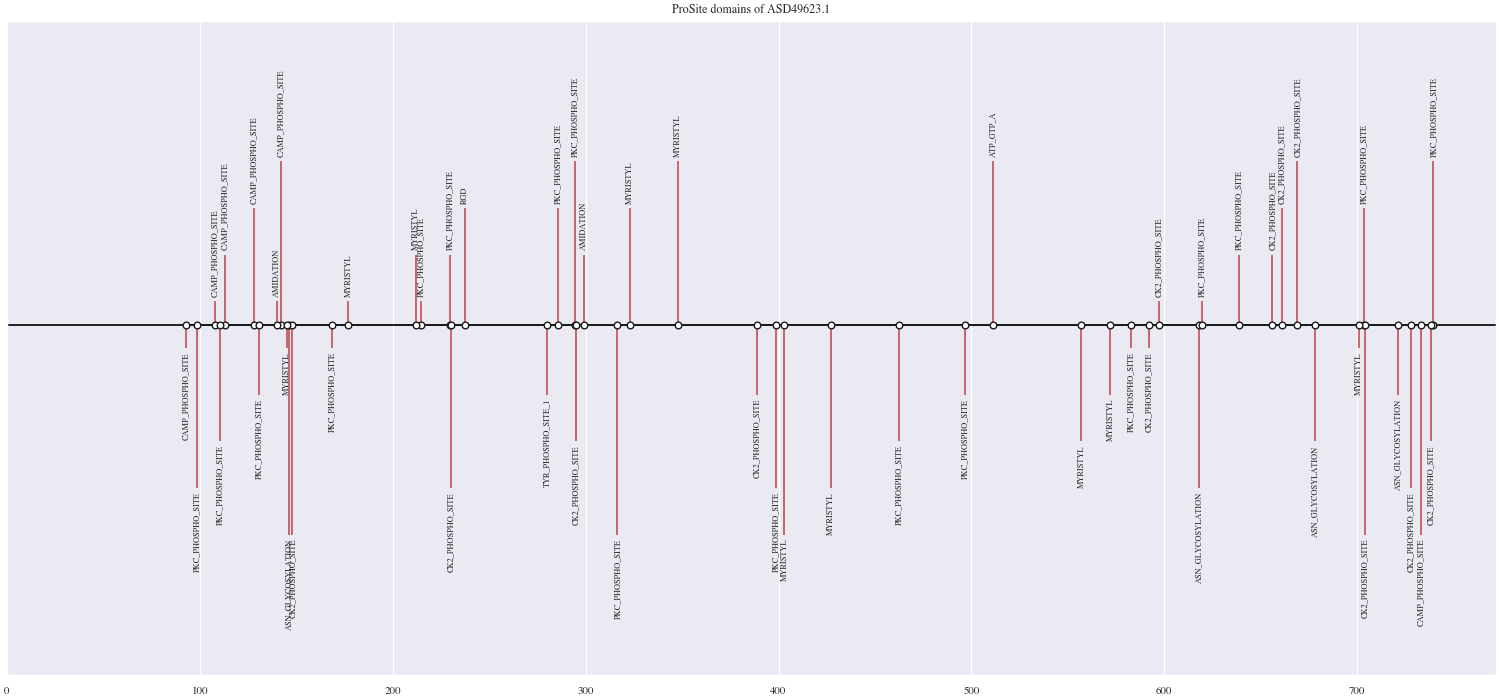 ProSite domains of ASD49623.1
CAMP_PHOSPHO_SITE
PKC_PHOSPHO_SITE
CAMP_PHOSPHO_SITE
PKC_PHOSPHO_SITE
CAMP_PHOSPHO_SITE
CAMP_PHOSPHO_SITE
PKC_PHOSPHO_SITE
AMIDATION
CAMP_PHOSPHO_SITE
MYRISTYL
ASN_GLYCOSYLATION
CK2_PHOSPHO_SITE
PKC_PHOSPHO_SITE
MYRISTYL
MYRISTYL
PKC_PHOSPHO_SITE
PKC_PHOSPHO_SITE
CK2_PHOSPHO_SITE
RGD
TYR_PHOSPHO_SITE_1
PKC_PHOSPHO_SITE
PKC_PHOSPHO_SITE
CK2_PHOSPHO_SITE
AMIDATION
PKC_PHOSPHO_SITE
MYRISTYL
MYRISTYL
CK2_PHOSPHO_SITE
PKC_PHOSPHO_SITE
MYRISTYL
MYRISTYL
PKC_PHOSPHO_SITE
PKC_PHOSPHO_SITE
ATP_GTP_A
MYRISTYL
MYRISTYL
PKC_PHOSPHO_SITE
CK2_PHOSPHO_SITE
CK2_PHOSPHO_SITE
ASN_GLYCOSYLATION
PKC_PHOSPHO_SITE
PKC_PHOSPHO_SITE
CK2_PHOSPHO_SITE
CK2_PHOSPHO_SITE
CK2_PHOSPHO_SITE
ASN_GLYCOSYLATION
MYRISTYL
PKC_PHOSPHO_SITE
CK2_PHOSPHO_SITE
ASN_GLYCOSYLATION
CK2_PHOSPHO_SITE
CAMP_PHOSPHO_SITE
CK2_PHOSPHO_SITE
PKC_PHOSPHO_SITE
0 100 200 300 400 500 600 700